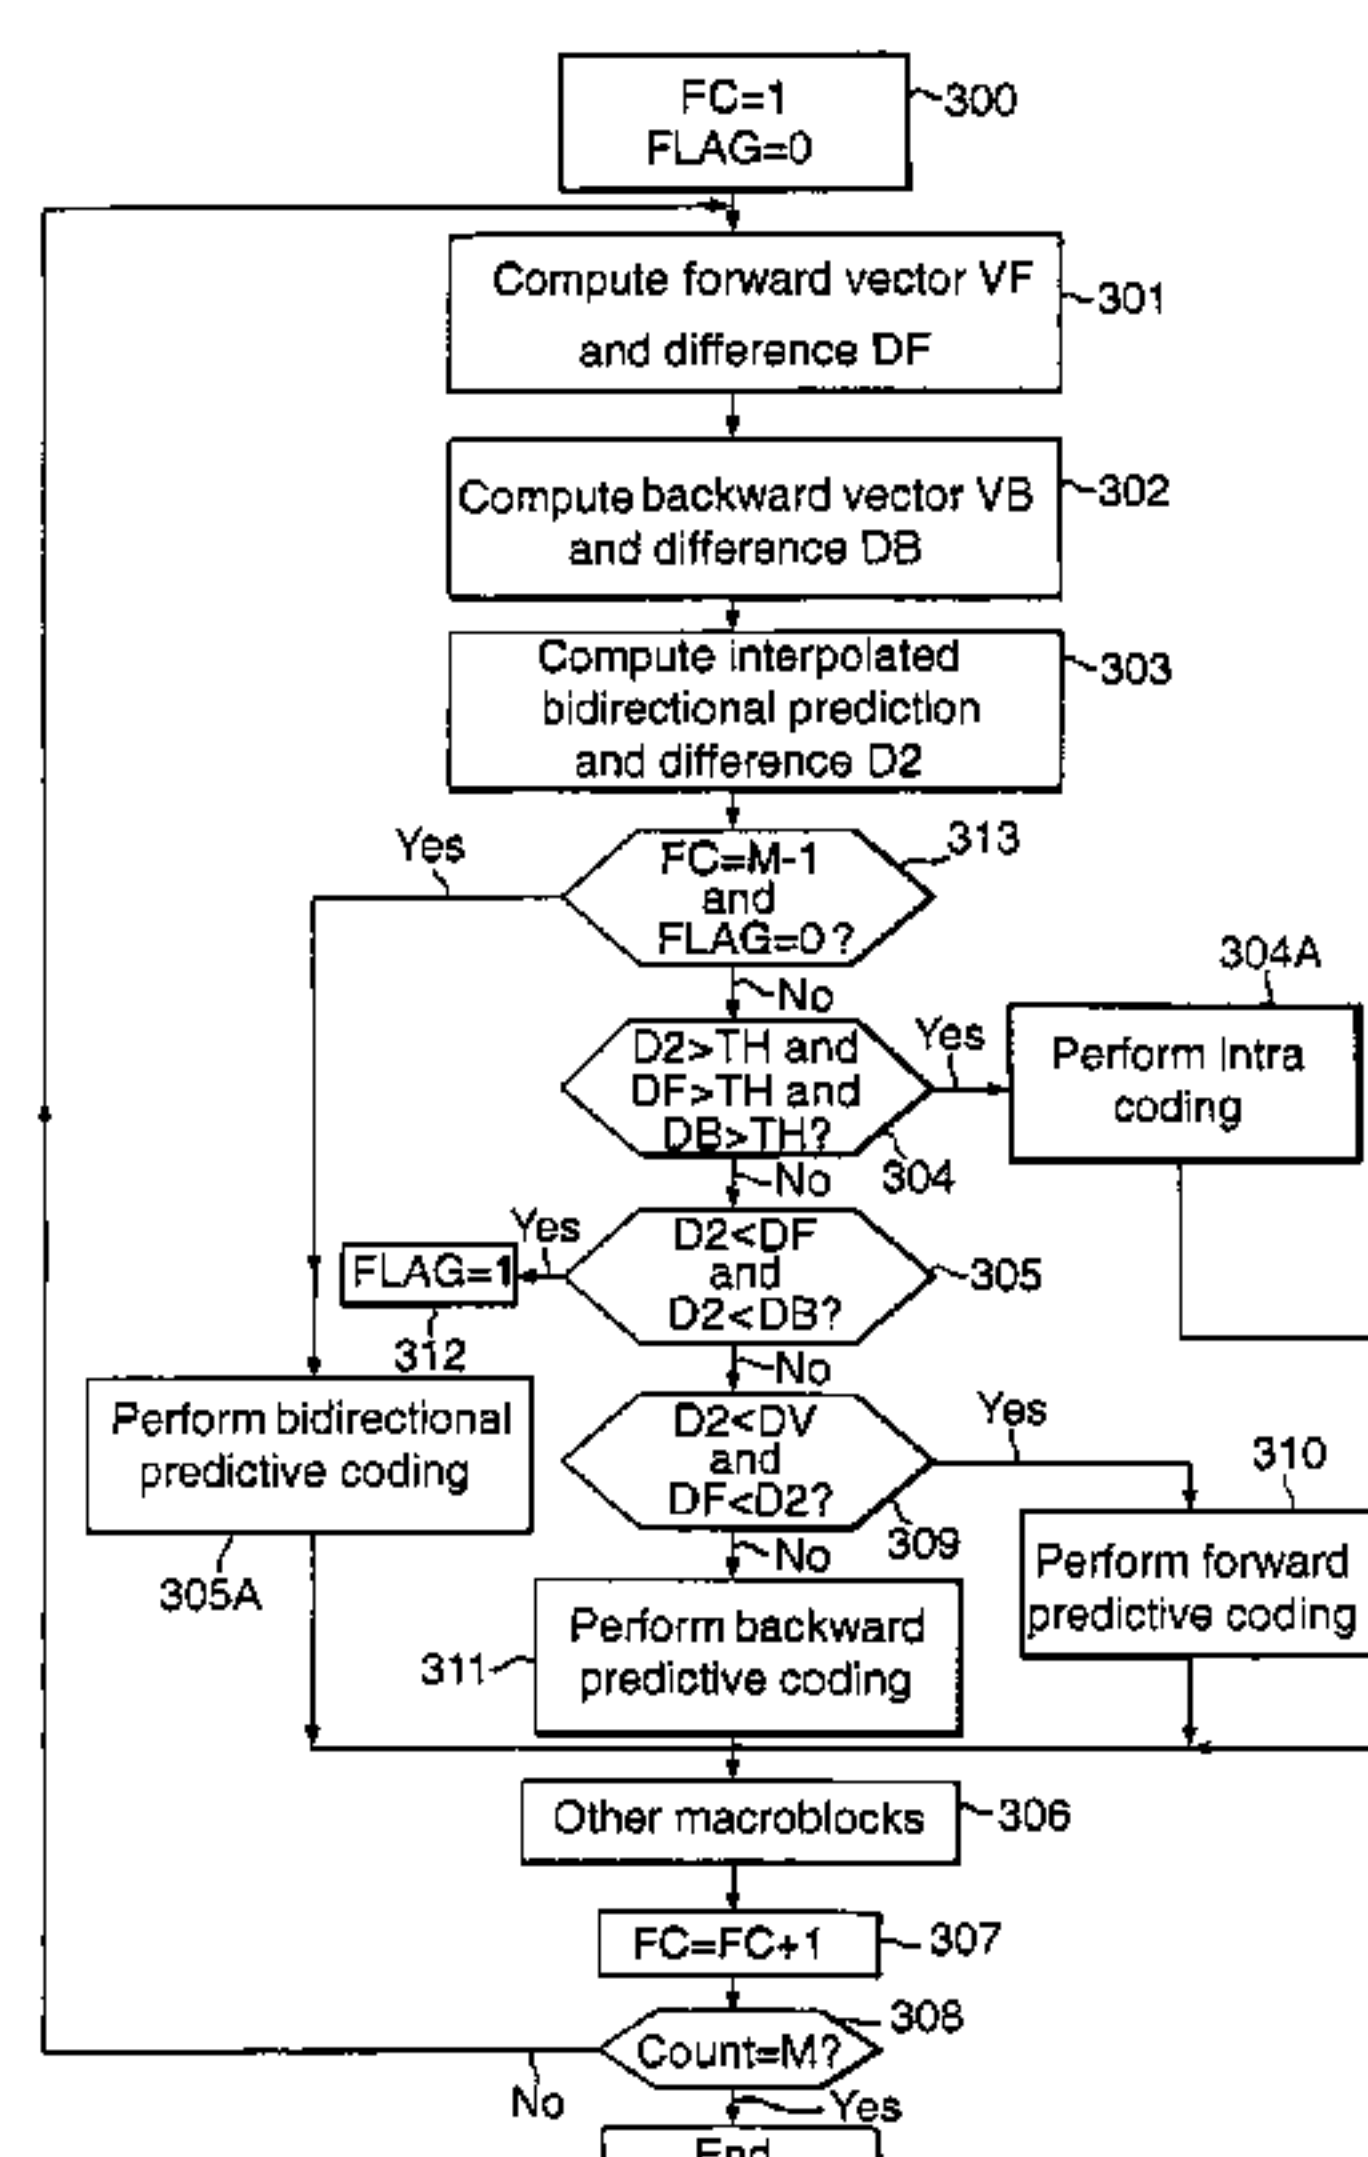 FC=1
FLAG=0
300
Compute forward vector VF
and difference DF
301
Compute backward vector VB
and difference DB
302
Compute interpolated
bidirectional prediction
and difference D2
303
Yes
FC=M-1
and
FLAG=0?
313
No
304A
D2>TH and
DF>TH and
DB>TH?
Yes
Perform Intra
coding
304
No
Yes
D2<DF
and
D2<DB?
305
FLAG=1
312
No
Perform bidirectional
predictive coding
305A
D2<DV
and
DF<D2?
Yes
309
310
No
Perform forward
predictive coding
Perform backward
predictive coding
311
Other macroblocks
306
FC=FC+1
307
Count=M?
308
No
Yes
End